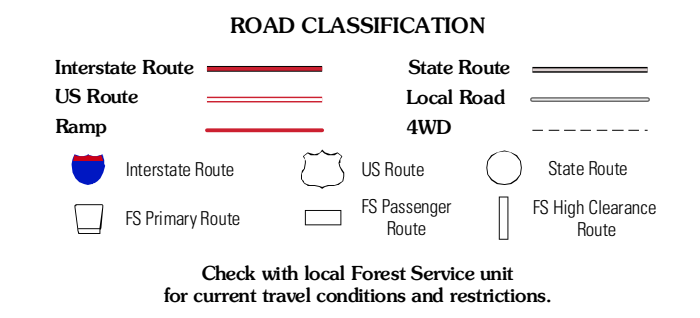 ROAD CLASSIFICATION
Interstate Route
State Route
US Route
Local Road
Ramp
4WD
Interstate Route
US Route
State Route
FS Primary Route
FS Passenger
Route
FS High Clearance
Route
Check with local Forest Service unit
for current travel conditions and restrictions.